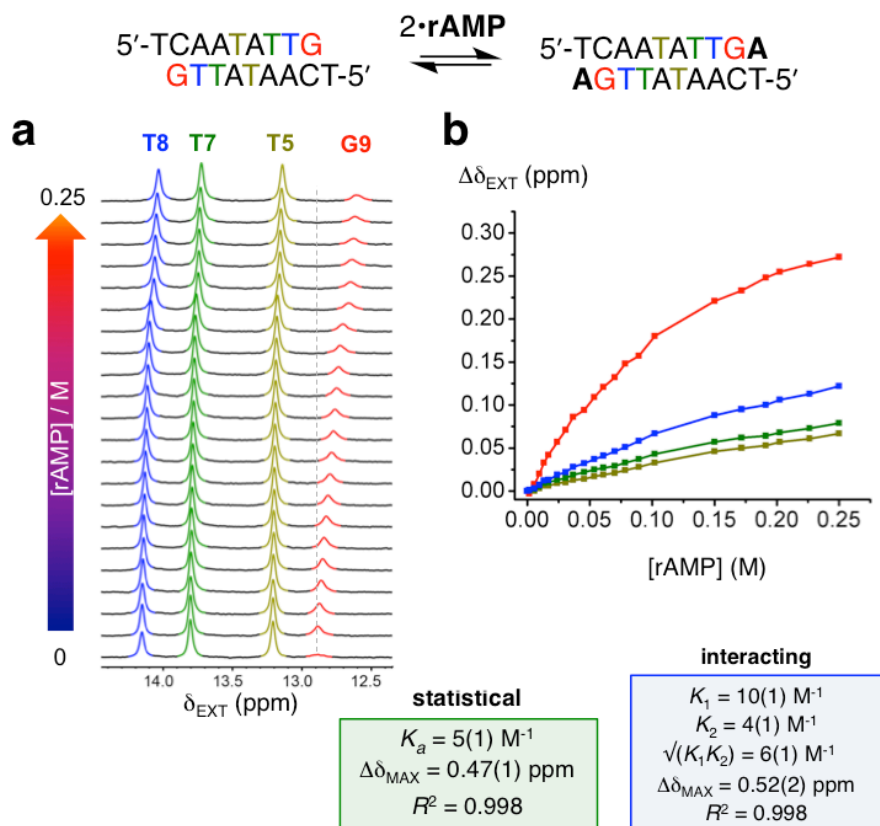 5′-TCAATATTG
GTTATAACT-5′
2·rAMP
5′-TCAATATTGA
AGTTATAACT-5′
a
T8 T7 T5 G9
0.25
[rAMP] / M
0
14.0 13.5 13.0 12.5
δEXT (ppm)
b
ΔδEXT (ppm)
0.30
0.25
0.20
0.15
0.10
0.05
0.00
0.00 0.05 0.10 0.15 0.20 0.25
[rAMP] (M)
statistical
Ka = 5(1) M-1
ΔδMAX = 0.47(1) ppm
R2 = 0.998
interacting
K1 = 10(1) M-1
K2 = 4(1) M-1
√(K1K2) = 6(1) M-1
ΔδMAX = 0.52(2) ppm
R2 = 0.998